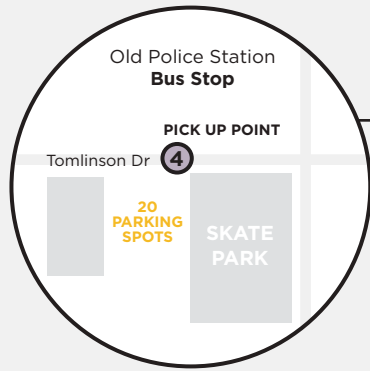 Old Police Station
Bus Stop
PICK UP POINT
Tomlinson Dr
4
20
PARKING
SPOTS
SKATE
PARK